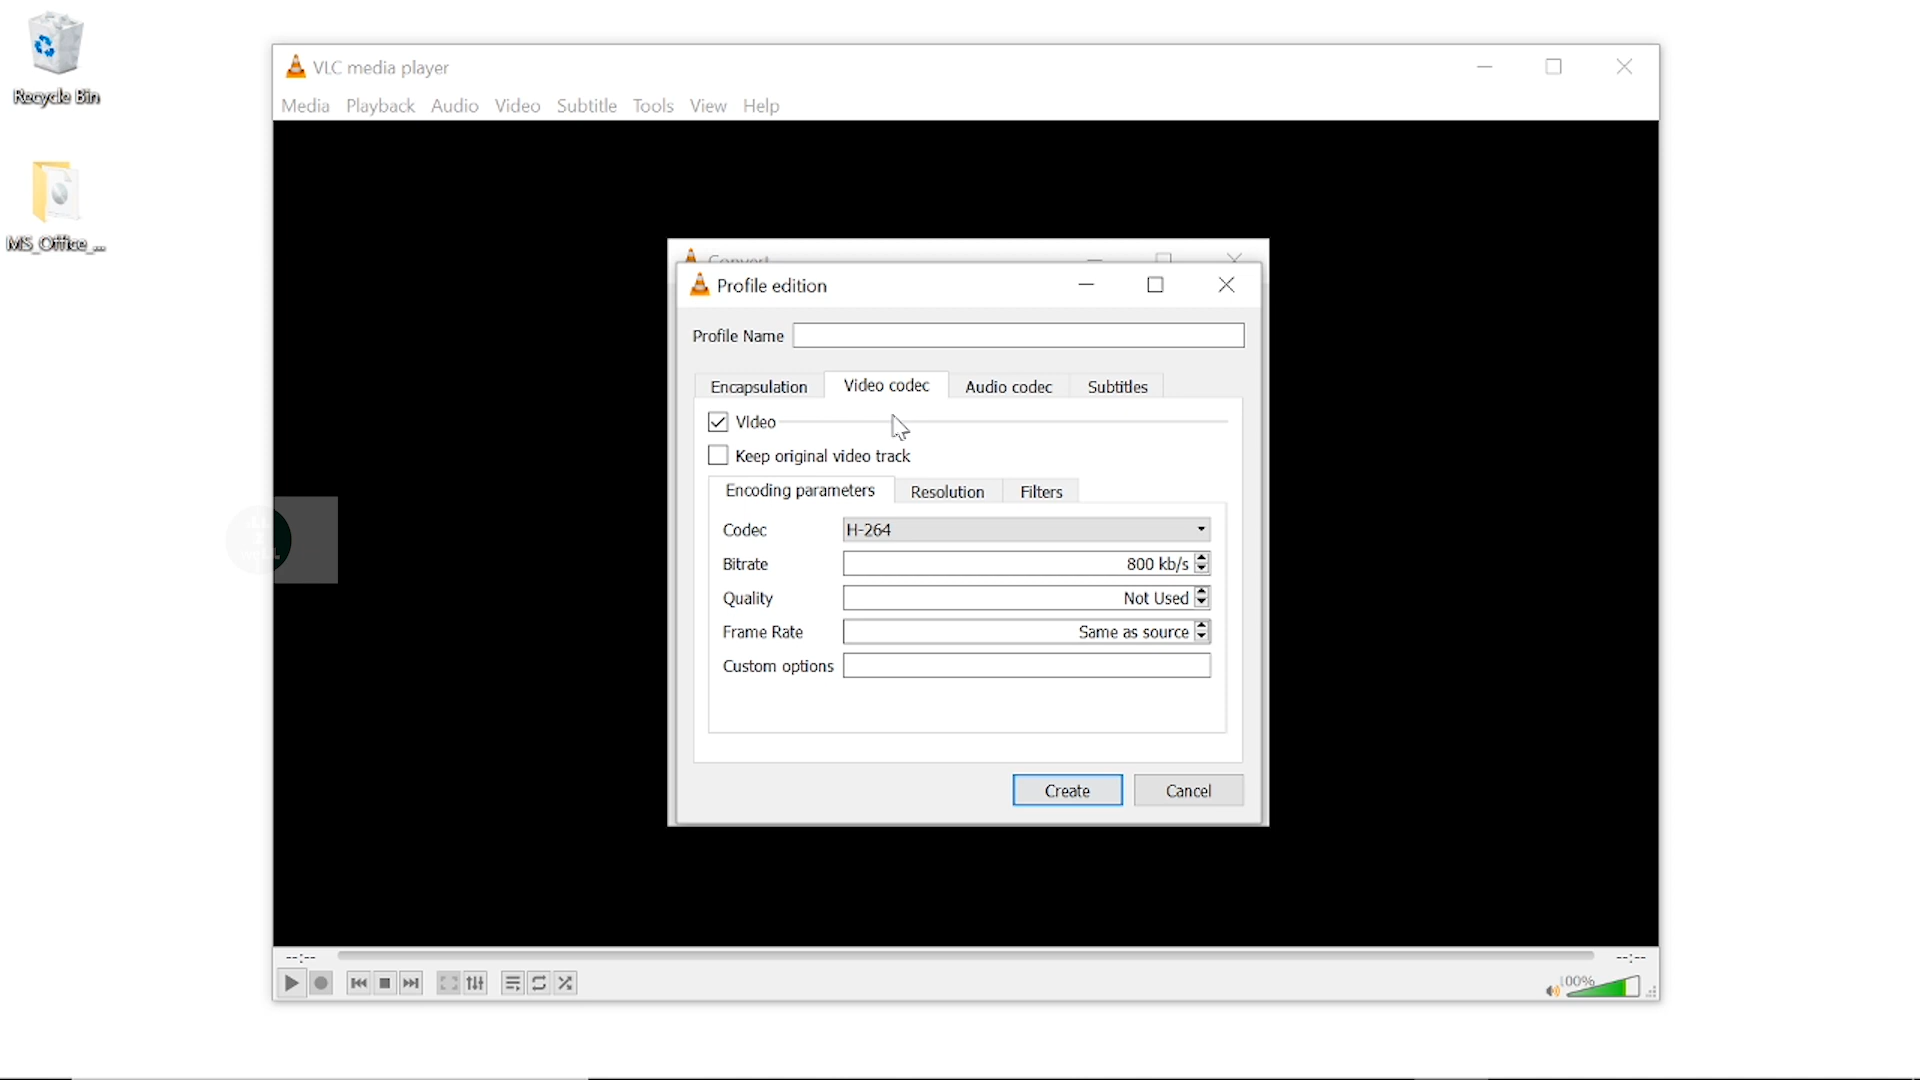 Recycle Bin
MS_Office_...
VLC media player
Media Playback Audio Video Subtitle Tools View Help
Convert
Profile edition
Profile Name
Encapsulation Video codec Audio codec Subtitles
Video
Keep original video track
Encoding parameters Resolution Filters
Codec H-264
Bitrate 800 kb/s
Quality Not Used
Frame Rate Same as source
Custom options
Create Cancel
--:-- --:--
100%